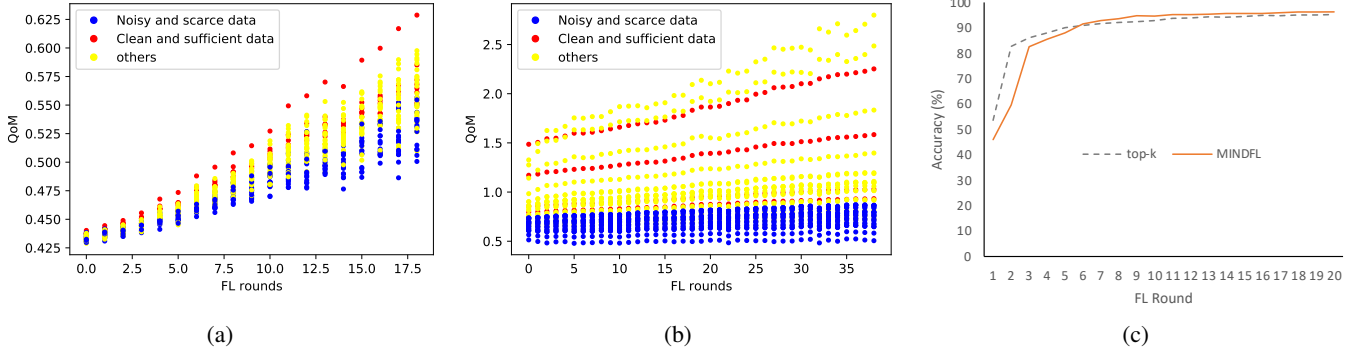 Noisy and scarce data
Clean and sufficient data
others
QoM
0.625
0.600
0.575
0.550
0.525
0.500
0.475
0.450
0.425
0.0 2.5 5.0 7.5 10.0 12.5 15.0 17.5
FL rounds
(a)
Noisy and scarce data
Clean and sufficient data
others
QoM
2.5
2.0
1.5
1.0
0.5
0 5 10 15 20 25 30 35
FL rounds
(b)
Accuracy (%)
100
90
80
70
60
50
40
30
20
10
0
top-k MINDFL
1 2 3 4 5 6 7 8 9 10 11 12 13 14 15 16 17 18 19 20
FL Round
(c)